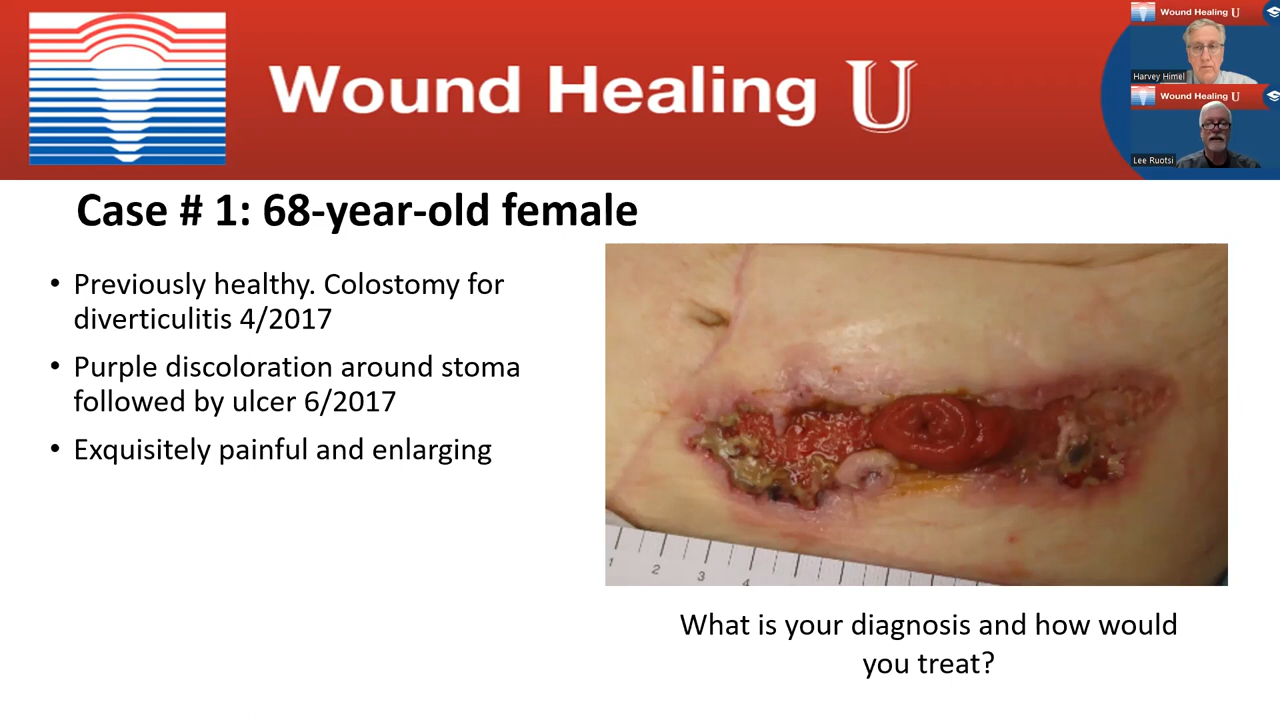 Wound Healing U
Wound Healing U
Harvey Himel
Wound Healing U
Lee Ruotsi
Case # 1: 68-year-old female
• Previously healthy. Colostomy for
diverticulitis 4/2017
• Purple discoloration around stoma
followed by ulcer 6/2017
• Exquisitely painful and enlarging
1 2 3 4
What is your diagnosis and how would
you treat?